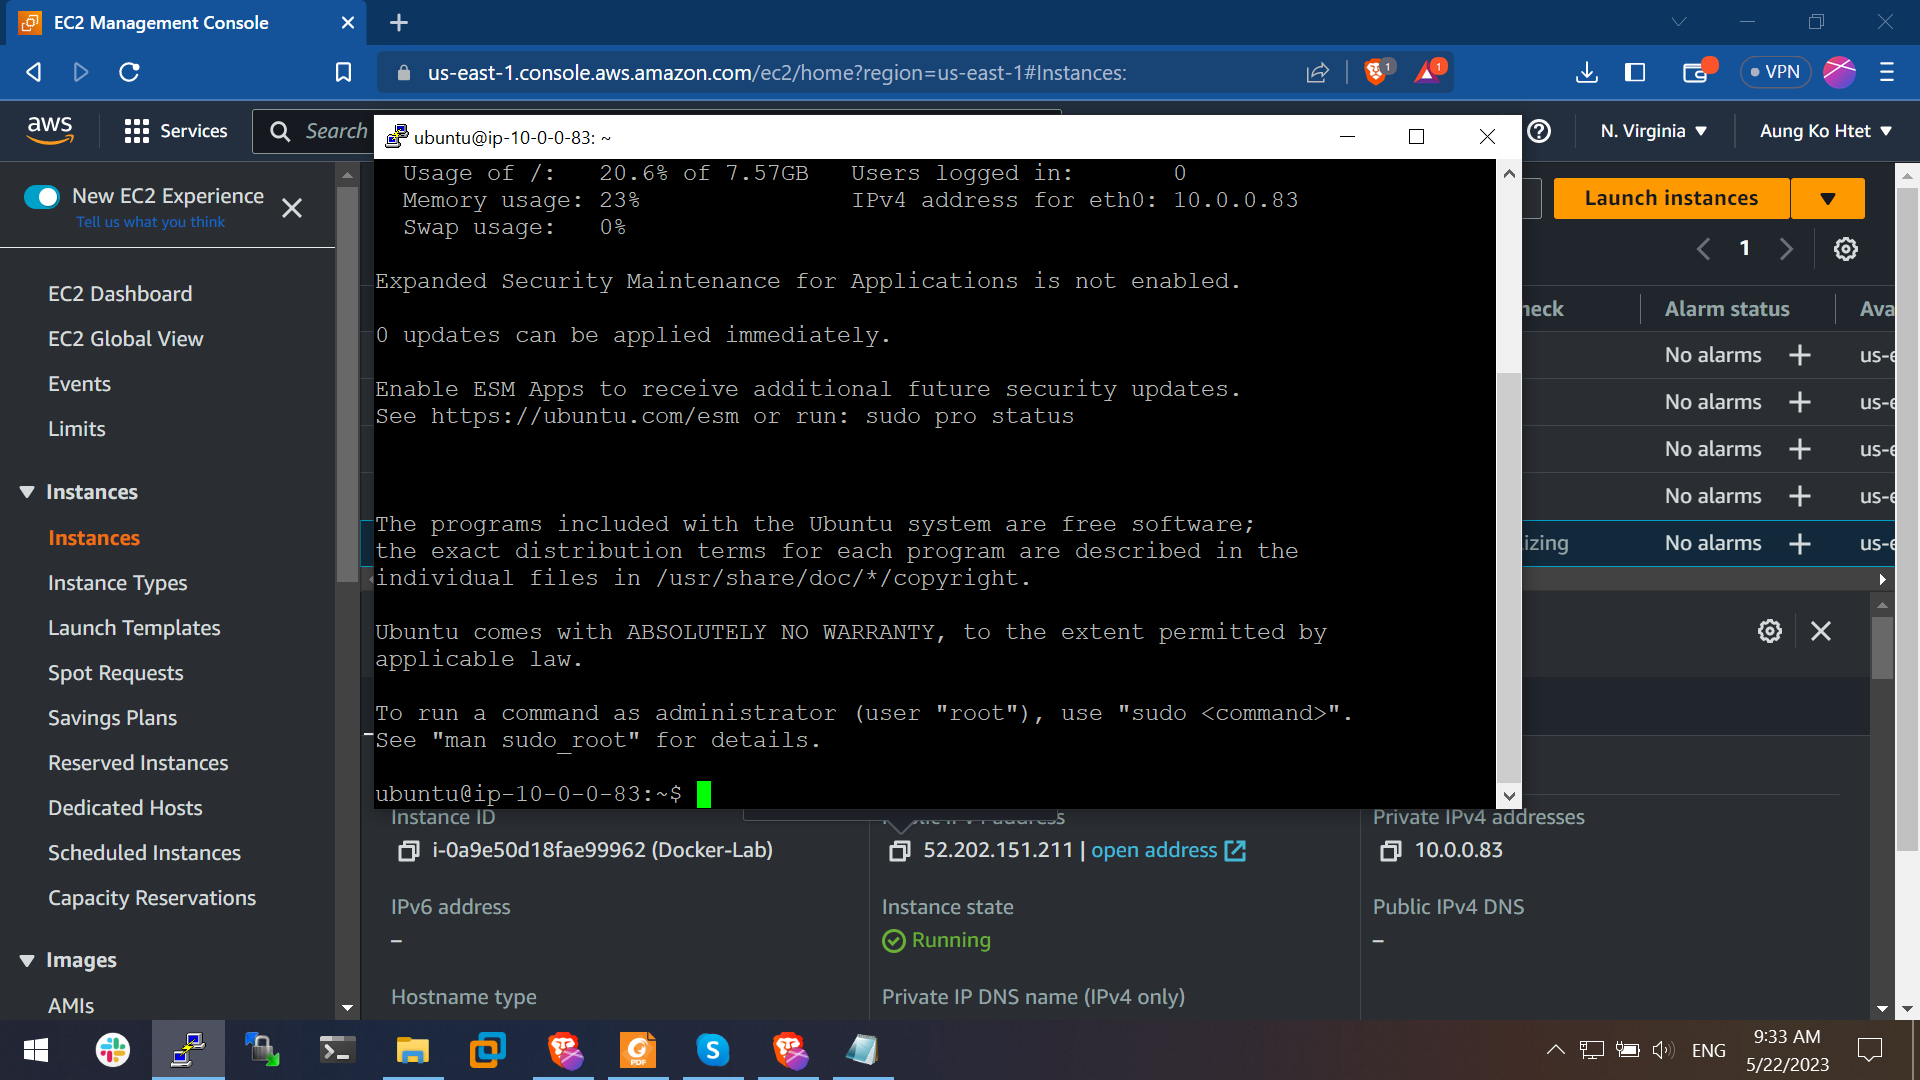 EC2 Management Console
us-east-1.console.aws.amazon.com/ec2/home?region=us-east-1#Instances:
1
1
VPN
aws
Services
Search
N. Virginia
Aung Ko Htet
ubuntu@ip-10-0-0-83: ~
New EC2 Experience
Tell us what you think
EC2 Dashboard
EC2 Global View
Events
Limits
Instances
Instances
Instance Types
Launch Templates
Spot Requests
Savings Plans
Reserved Instances
Dedicated Hosts
Scheduled Instances
Capacity Reservations
Images
AMIs
Usage of /: 20.6% of 7.57GB Users logged in: 0
Memory usage: 23% IPv4 address for eth0: 10.0.0.83
Swap usage: 0%
Expanded Security Maintenance for Applications is not enabled.
0 updates can be applied immediately.
Enable ESM Apps to receive additional future security updates.
See https://ubuntu.com/esm or run: sudo pro status
The programs included with the Ubuntu system are free software;
the exact distribution terms for each program are described in the
individual files in /usr/share/doc/*/copyright.
Ubuntu comes with ABSOLUTELY NO WARRANTY, to the extent permitted by
applicable law.
To run a command as administrator (user "root"), use "sudo <command>".
See "man sudo_root" for details.
ubuntu@ip-10-0-0-83:~$
Launch instances
1
Alarm status
No alarms
No alarms
No alarms
No alarms
No alarms
Instance ID
i-0a9e50d18fae99962 (Docker-Lab)
52.202.151.211 | open address
Private IPv4 addresses
10.0.0.83
IPv6 address
–
Instance state
Running
Public IPv4 DNS
–
Hostname type
Private IP DNS name (IPv4 only)
PDF
ENG
9:33 AM
5/22/2023